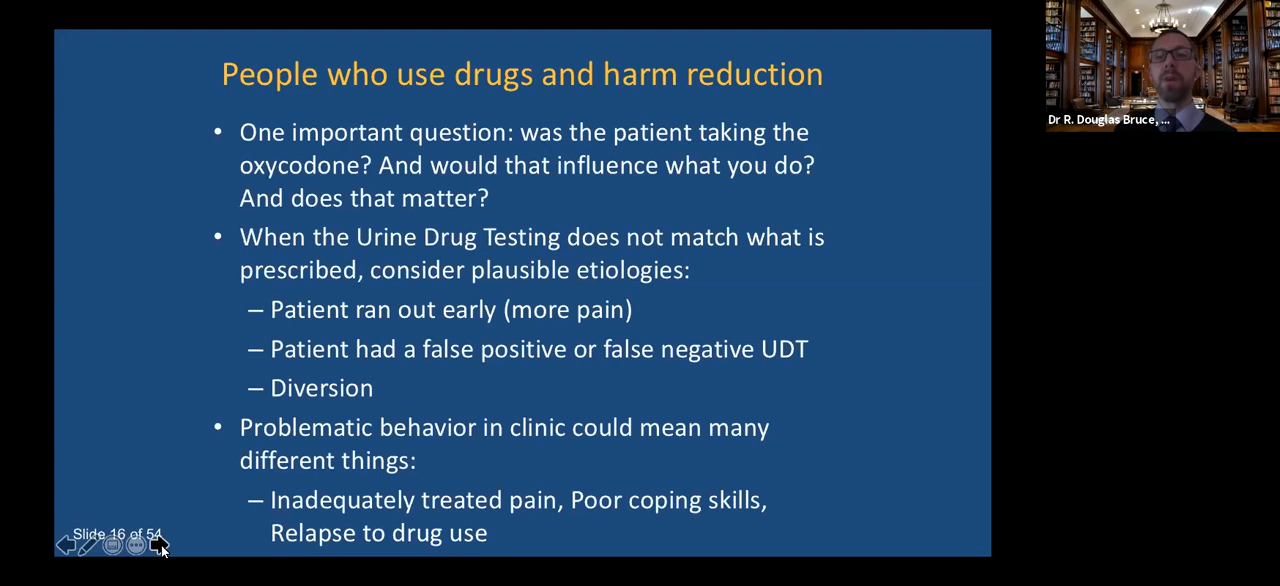 People who use drugs and harm reduction
• One important question: was the patient taking the
oxycodone? And would that influence what you do?
And does that matter?
• When the Urine Drug Testing does not match what is
prescribed, consider plausible etiologies:
– Patient ran out early (more pain)
– Patient had a false positive or false negative UDT
– Diversion
• Problematic behavior in clinic could mean many
different things:
– Inadequately treated pain, Poor coping skills,
Relapse to drug use
Slide 16 of 54
Dr R. Douglas Bruce, ...